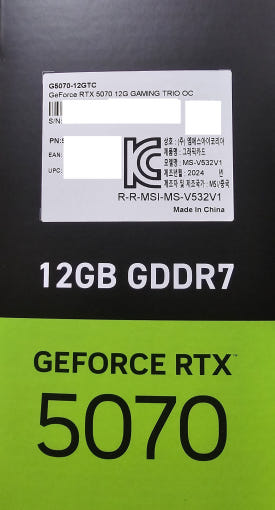 G5070-12GTC
GeForce RTX 5070 12G GAMING TRIO OC
S/N:
PN:
EAN:
UPC:
상호 : (주) 엠에스아이코리아
제품명 : 그래픽카드
모델명 : MS-V532V1
제조년월 : 2024 년
제조자 및 제조국가 : MSI/중국
R-R-MSI-MS-V532V1
Made In China
12GB GDDR7
GEFORCE RTX™
5070